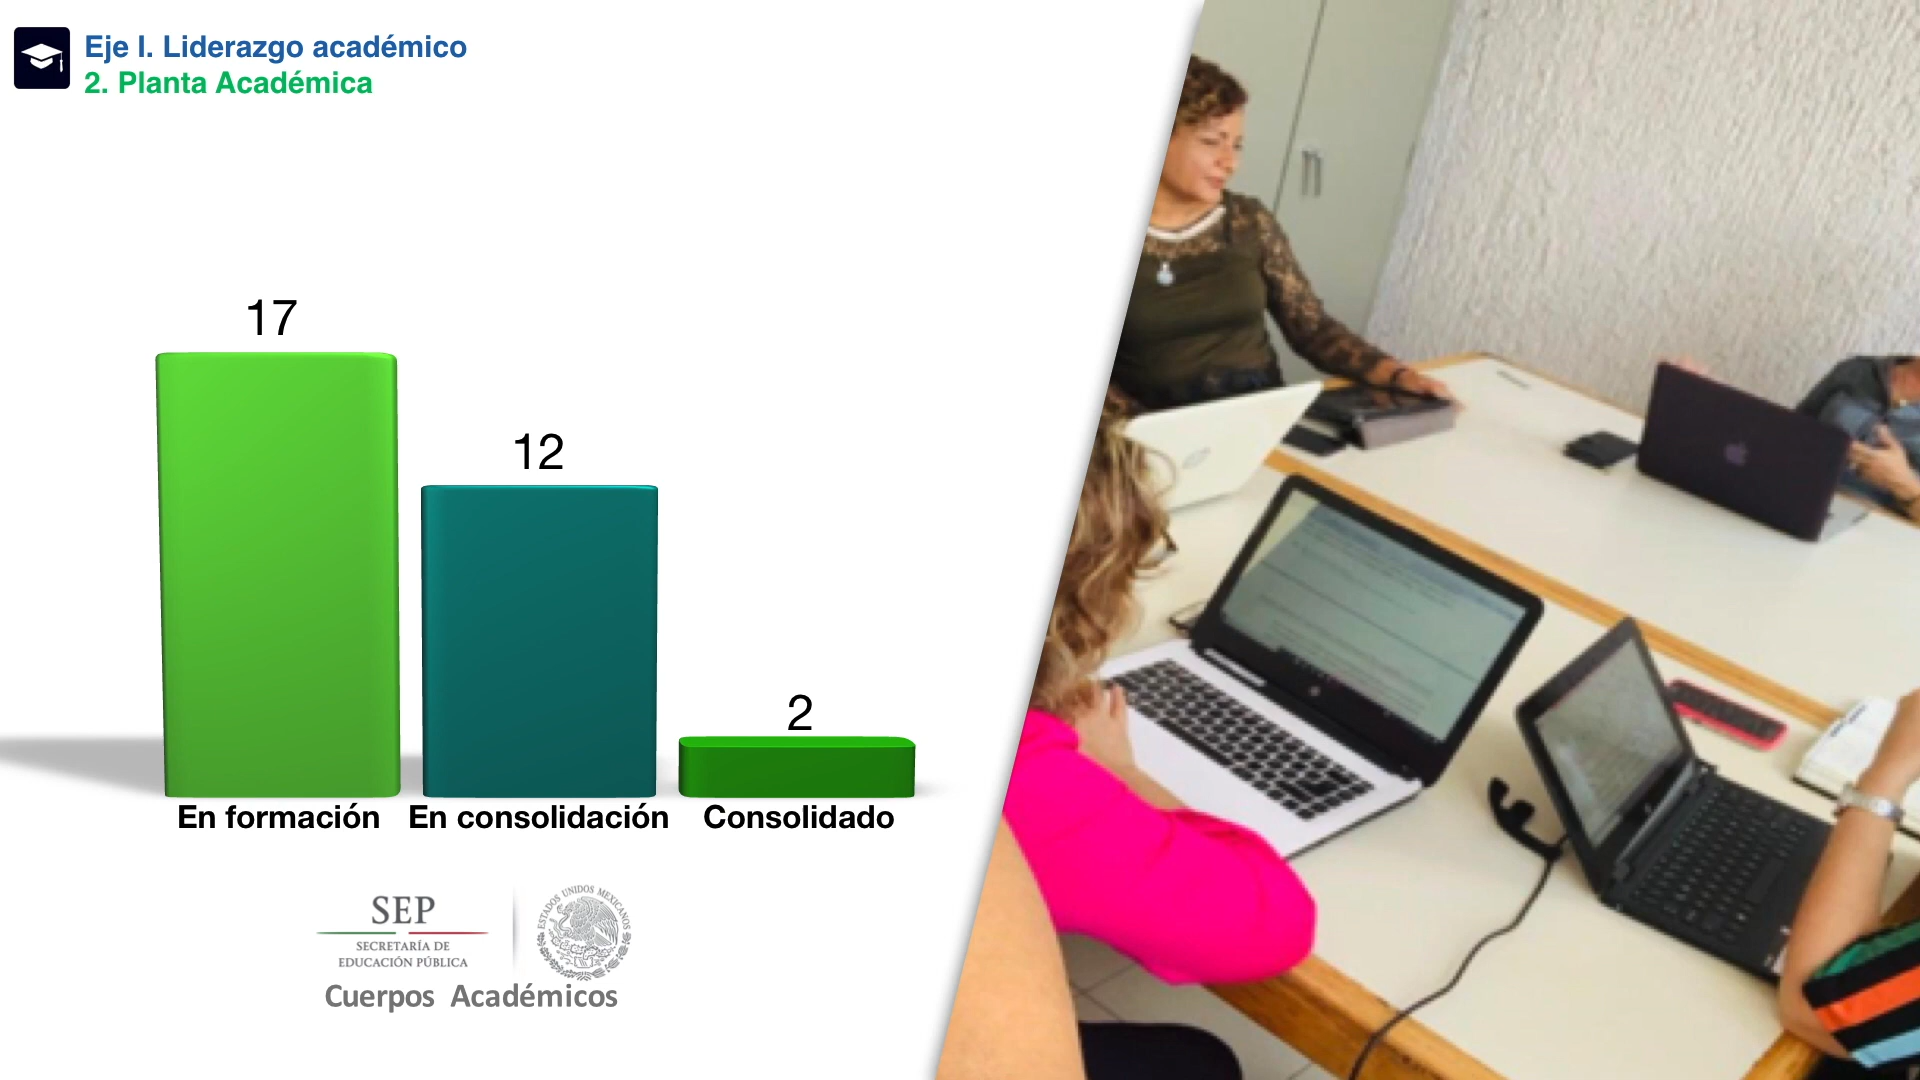 Eje I. Liderazgo académico
2. Planta Académica
17
12
2
En formación
En consolidación
Consolidado
SEP
SECRETARÍA DE
EDUCACIÓN PÚBLICA
ESTADOS UNIDOS MEXICANOS
Cuerpos Académicos